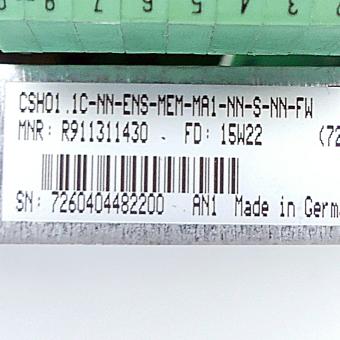 CSH01.1C-NN-ENS-MEM-MA1-NN-S-NN-FW
MNR: R911311430 FD: 15W22 (72
SN: 7260404482200 AN1 Made in Germa